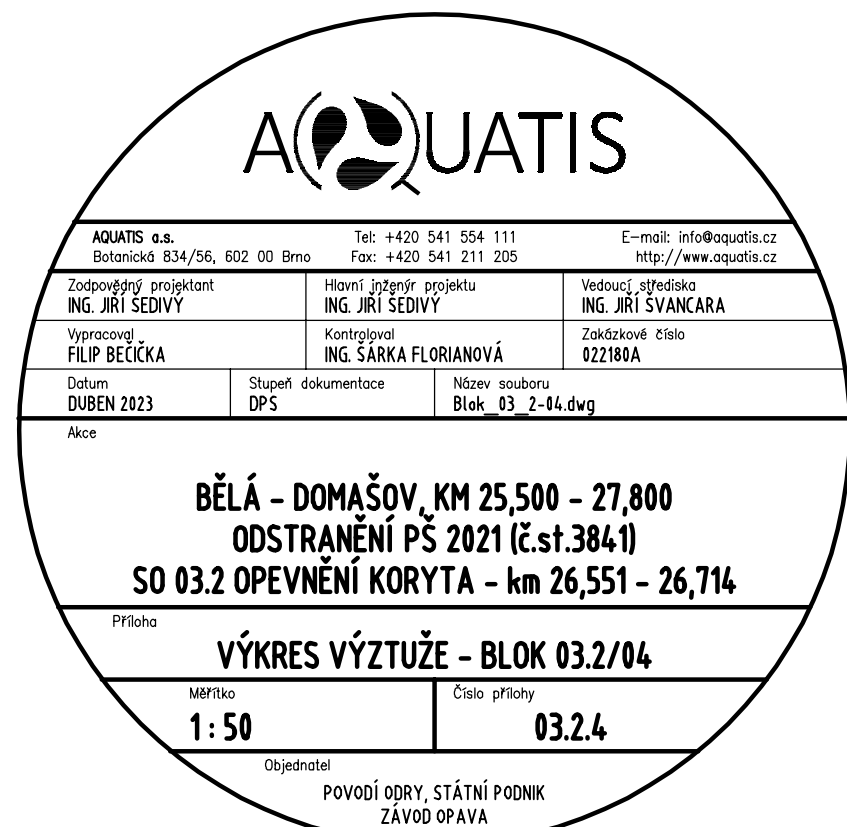 AQUATIS
AQUATIS a.s. Tel: +420 541 554 111 E-mail: info@aquatis.cz
Botanická 834/56, 602 00 Brno Fax: +420 541 211 205 http://www.aquatis.cz
Zodpovědný projektant Hlavní inženýr projektu Vedoucí střediska
ING. JIŘÍ ŠEDIVÝ ING. JIŘÍ ŠEDIVÝ ING. JIŘÍ ŠVANCARA
Vypracoval Kontroloval Zakázkové číslo
FILIP BEČIČKA ING. ŠÁRKA FLORIANOVÁ 022180A
Datum Stupeň dokumentace Název souboru
DUBEN 2023 DPS Blok_03_2-04.dwg
Akce
BĚLÁ - DOMAŠOV, KM 25,500 - 27,800
ODSTRANĚNÍ PŠ 2021 (č.st.3841)
SO 03.2 OPEVNĚNÍ KORYTA - km 26,551 - 26,714
Příloha
VÝKRES VÝZTUŽE - BLOK 03.2/04
Měřítko Číslo přílohy
1 : 50 03.2.4
Objednatel
POVODÍ ODRY, STÁTNÍ PODNIK
ZÁVOD OPAVA